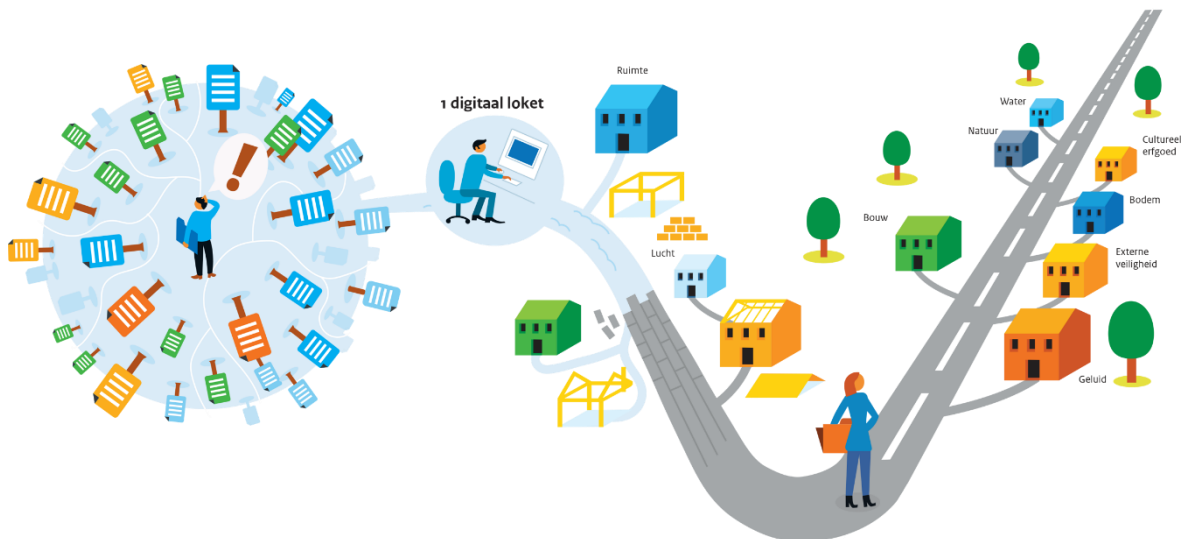 1 digitaal loket
Ruimte
Lucht
Bouw
Water
Natuur
Cultureel
erfgoed
Bodem
Externe
veiligheid
Geluid